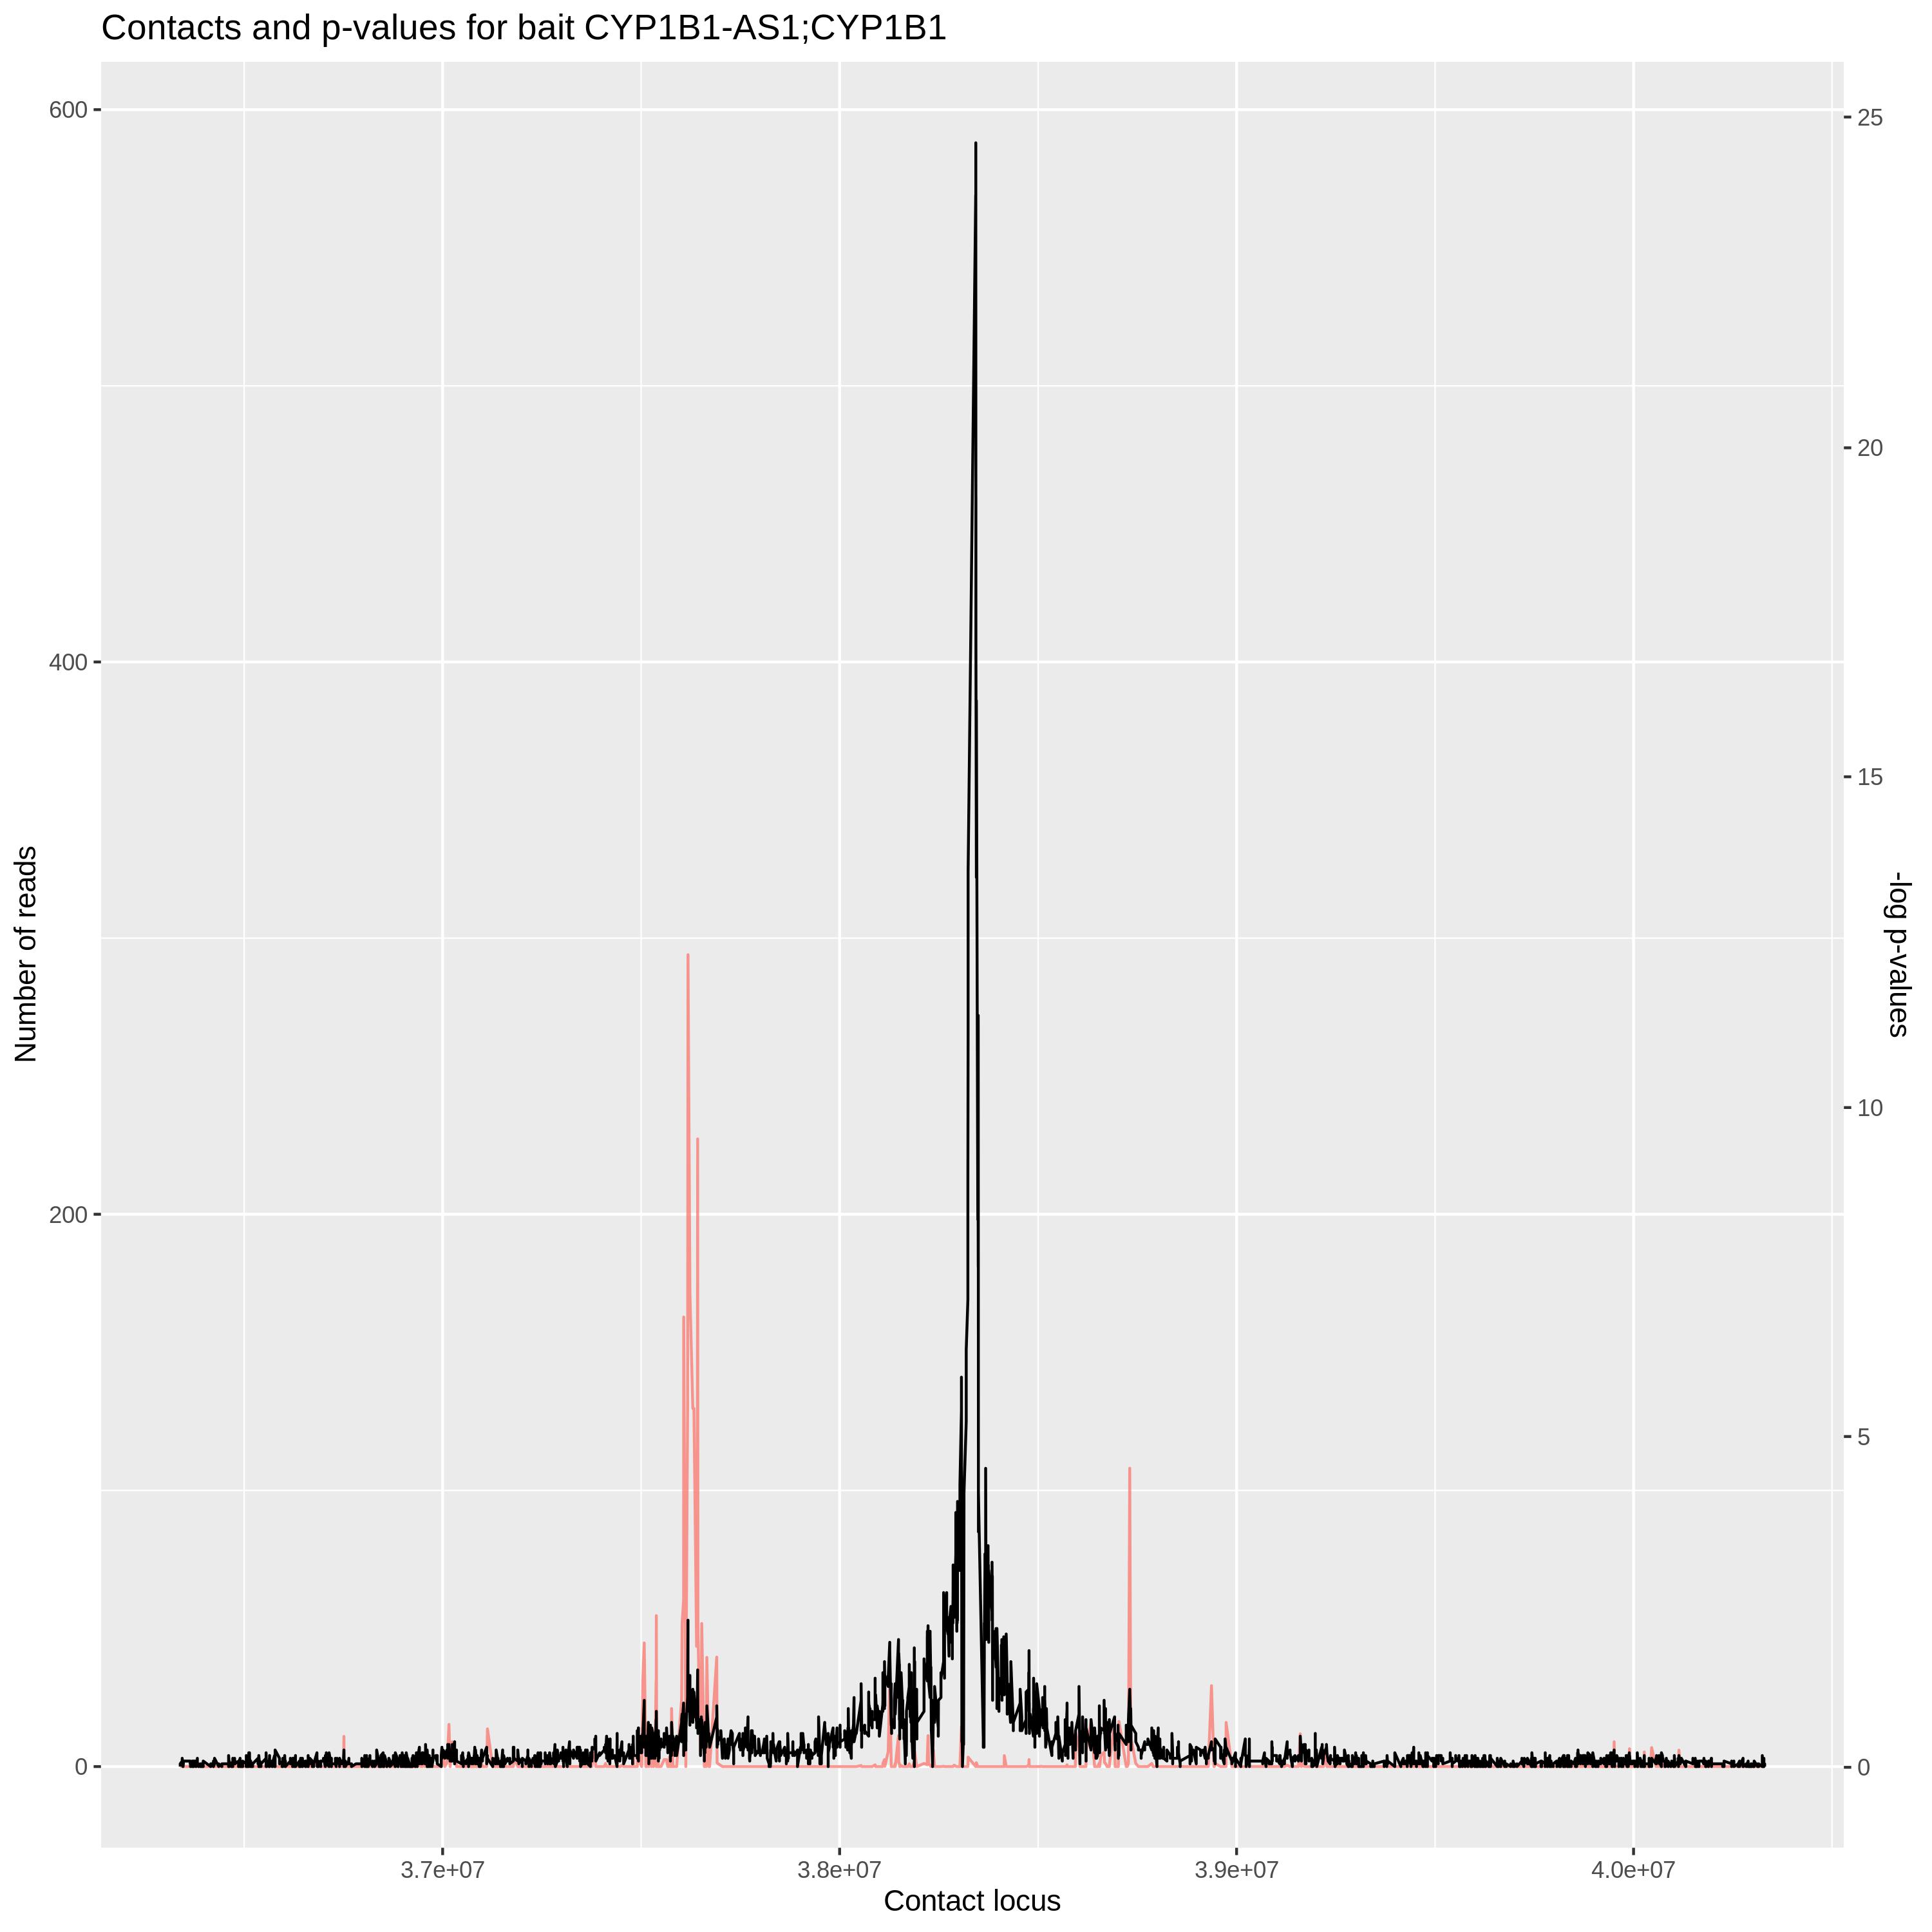 Contacts and p-values for bait CYP1B1-AS1;CYP1B1
600
400
200
0
Number of reads
25
20
15
10
5
0
-log p-values
3.7e+07
3.8e+07
3.9e+07
4.0e+07
Contact locus